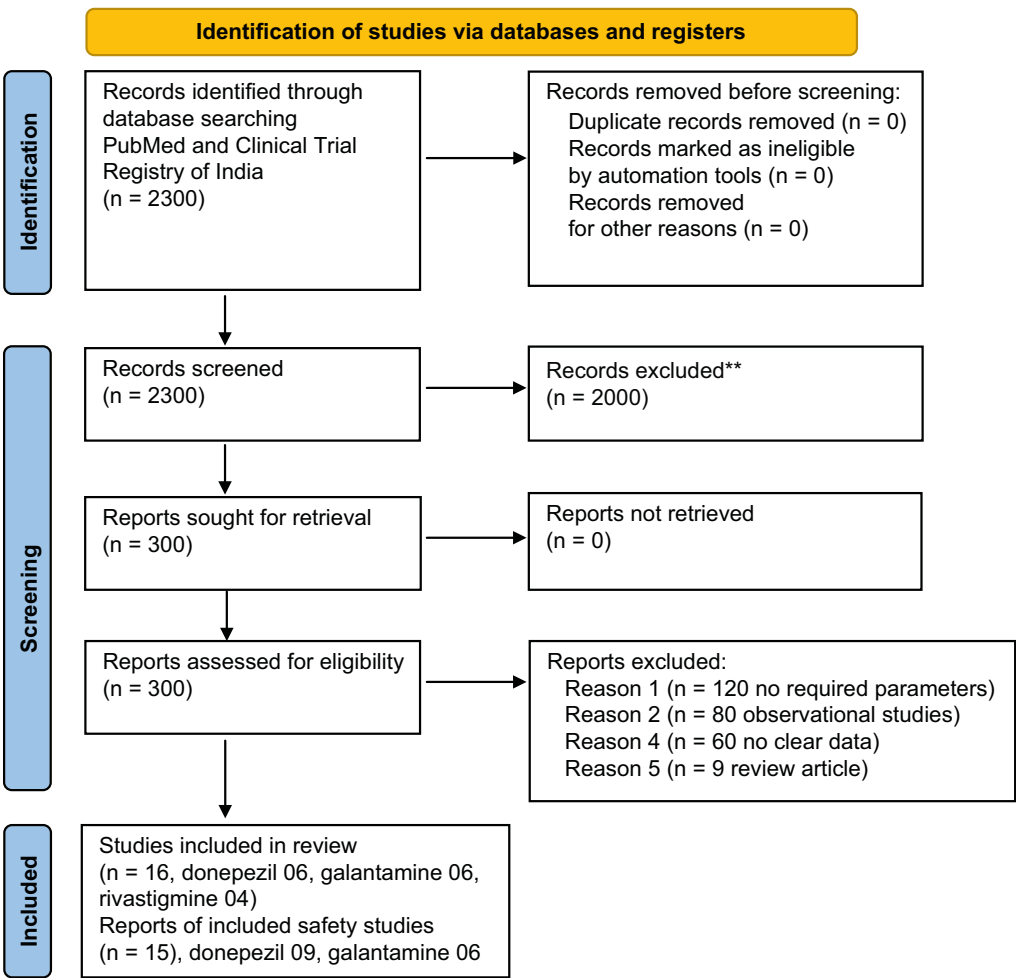 Identification of studies via databases and registers
Identification
Records identified through
database searching
PubMed and Clinical Trial
Registry of India
(n = 2300)
Records removed before screening:
Duplicate records removed (n = 0)
Records marked as ineligible
by automation tools (n = 0)
Records removed
for other reasons (n = 0)
Screening
Records screened
(n = 2300)
Records excluded**
(n = 2000)
Reports sought for retrieval
(n = 300)
Reports not retrieved
(n = 0)
Reports assessed for eligibility
(n = 300)
Reports excluded:
Reason 1 (n = 120 no required parameters)
Reason 2 (n = 80 observational studies)
Reason 4 (n = 60 no clear data)
Reason 5 (n = 9 review article)
Included
Studies included in review
(n = 16, donepezil 06, galantamine 06,
rivastigmine 04)
Reports of included safety studies
(n = 15), donepezil 09, galantamine 06